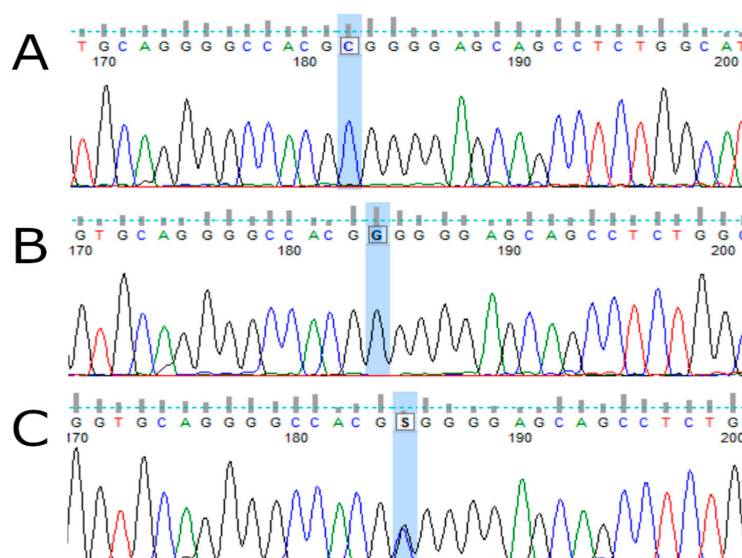 A
T G C A G G G G C C A C G C G G G G A G C A G C C T C T G G C A T
170 180 190 200
B
G T G C A G G G G C C A C G G G G G G A G C A G C C T C T G G C
170 180 190 200
C
G G T G C A G G G G C C A C G S G G G G A G C A G C C T C T G
170 180 190 200